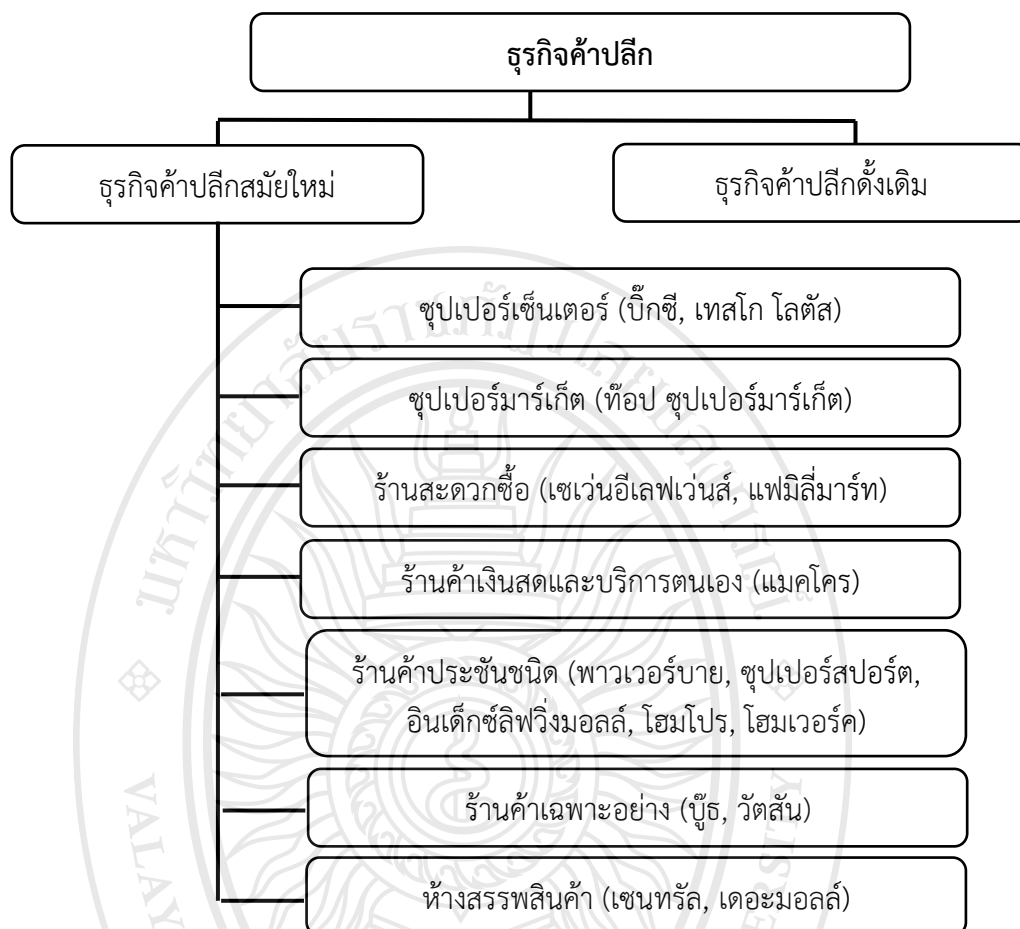 ธุรกิจค้าปลีก
ธุรกิจค้าปลีกสมัยใหม่
ธุรกิจค้าปลีกดั้งเดิม
ซุปเปอร์เซ็นเตอร์ (บิ๊กซี, เทสโก โลตัส)
ซุปเปอร์มาร์เก็ต (ท๊อป ซุปเปอร์มาร์เก็ต)
ร้านสะดวกซื้อ (เซเว่นอีเลฟเว่นส์, แฟมิลี่มาร์ท)
ร้านค้าเงินสดและบริการตนเอง (แมคโคร)
ร้านค้าประชันชนิด (พาวเวอร์บาย, ซุปเปอร์สปอร์ต,
อินเด็กซ์ลิฟวิ่งมอลล์, โฮมโปร, โฮมเวอร์ค)
ร้านค้าเฉพาะอย่าง (บู๊ธ, วัตสัน)
ห้างสรรพสินค้า (เซนทรัล, เดอะมอลล์)